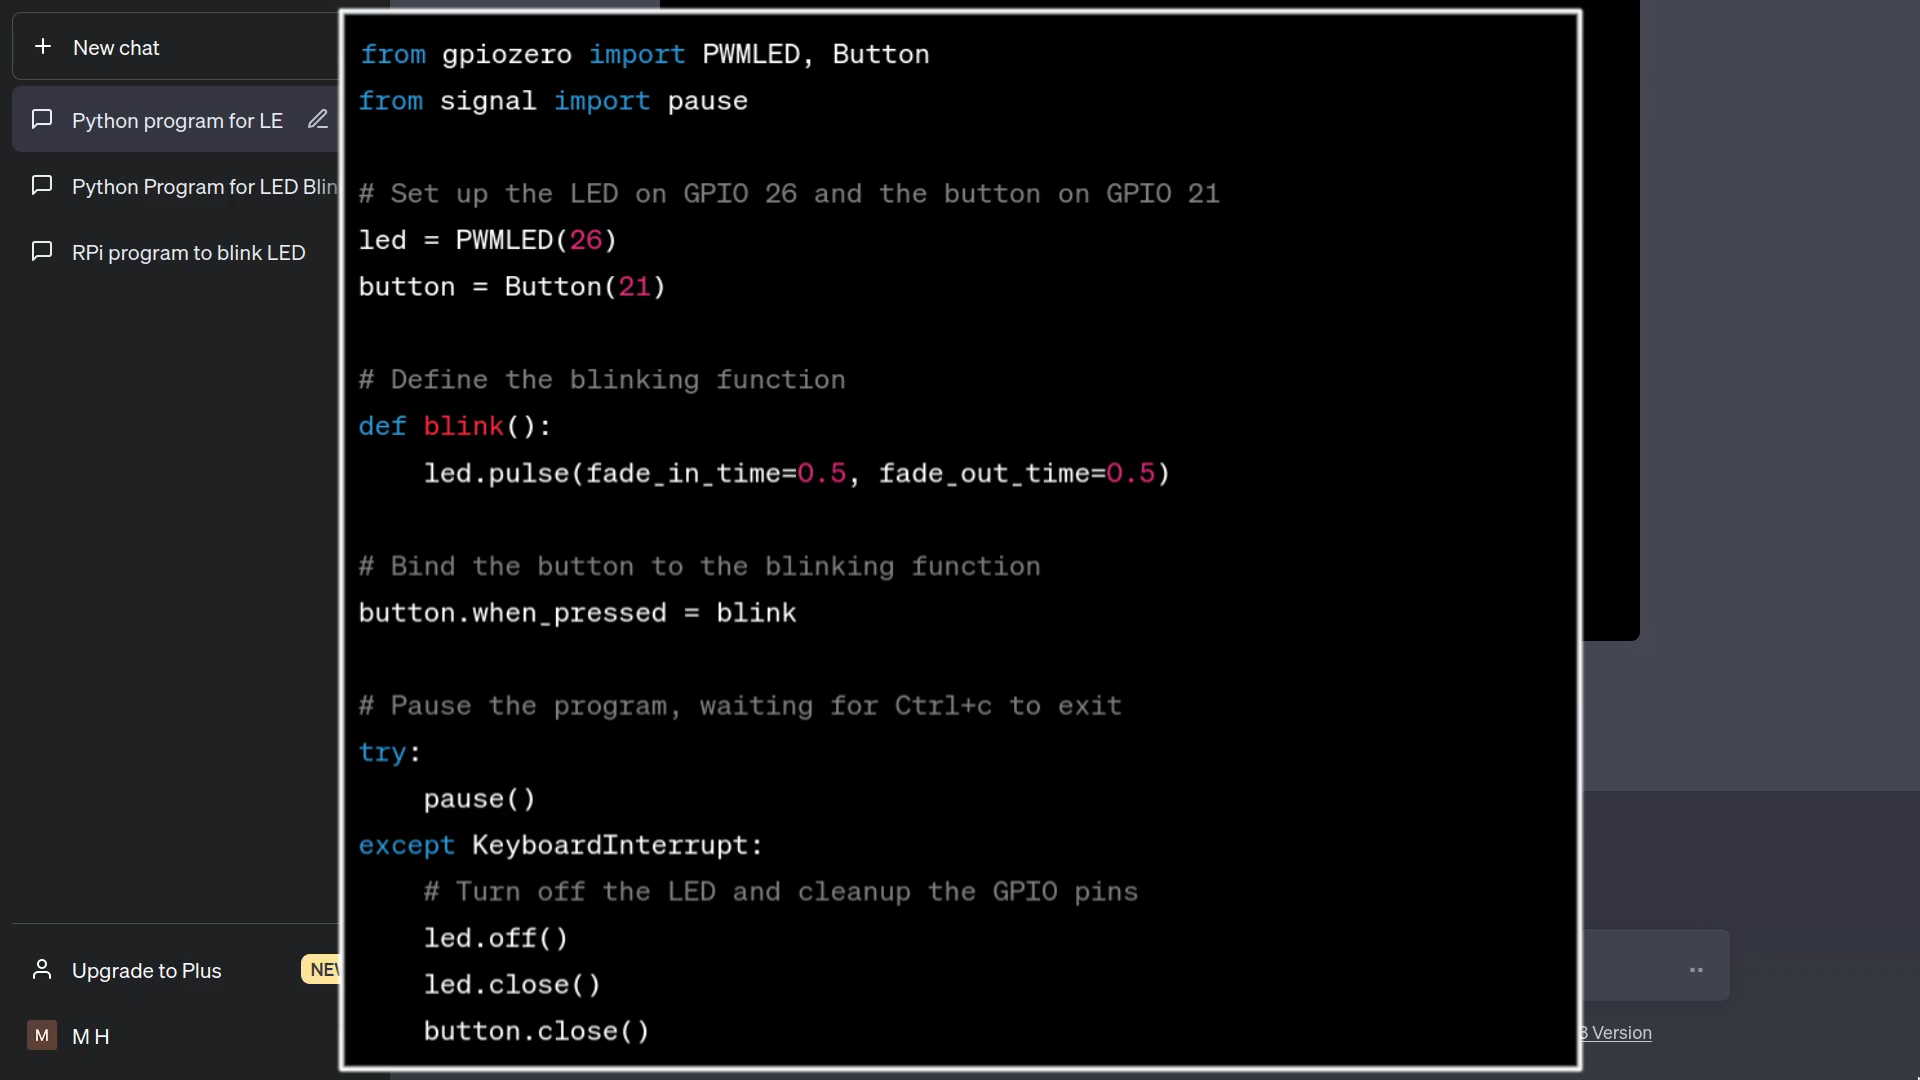 New chat
Python program for LE
Python Program for LED Blin
RPi program to blink LED
Upgrade to Plus
NEW
M
M H
from gpiozero import PWMLED, Button
from signal import pause
# Set up the LED on GPIO 26 and the button on GPIO 21
led = PWMLED(26)
button = Button(21)
# Define the blinking function
def blink():
    led.pulse(fade_in_time=0.5, fade_out_time=0.5)
# Bind the button to the blinking function
button.when_pressed = blink
# Pause the program, waiting for Ctrl+c to exit
try:
    pause()
except KeyboardInterrupt:
    # Turn off the LED and cleanup the GPIO pins
    led.off()
    led.close()
    button.close()
3 Version